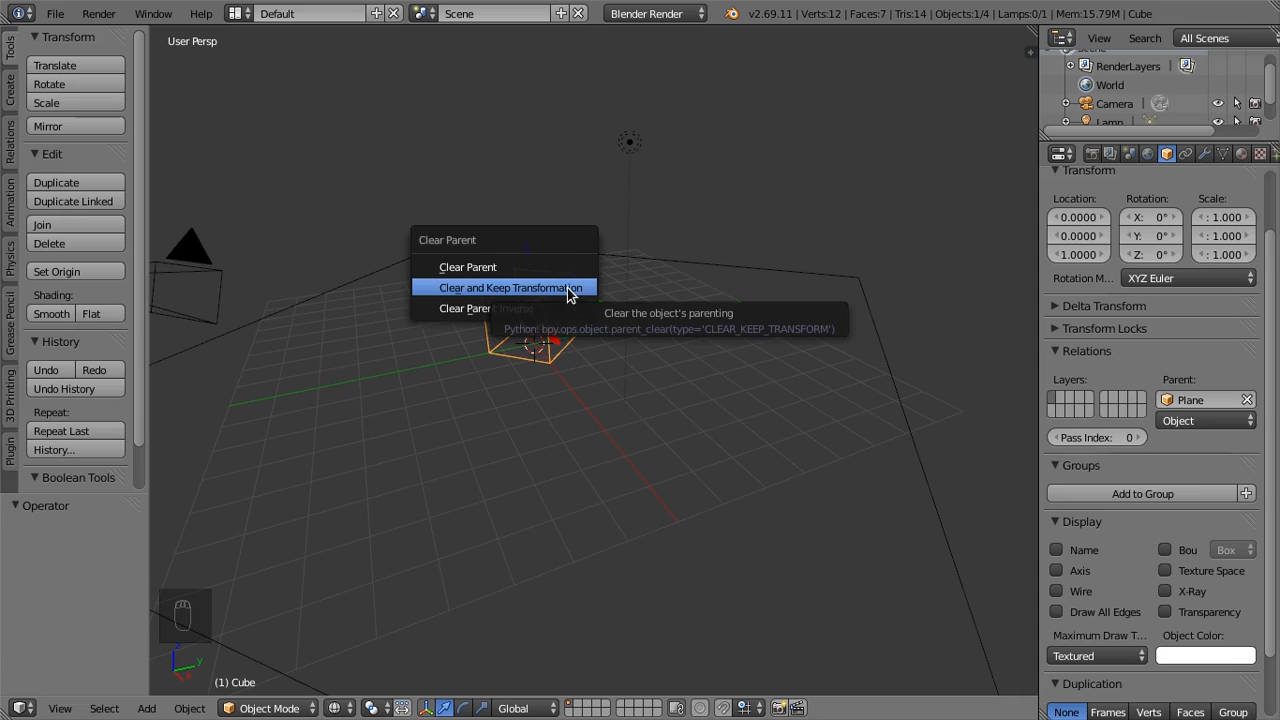 File Render Window Help Default Scene Blender Render v2.69.11 | Verts:12 | Faces:7 | Tris:14 | Objects:1/4 | Lamps:0/1 | Mem:15.79M | Cube
Tools
Create
Relations
Animation
Physics
Grease Pencil
3D Printing
Plugin
Transform
Translate
Rotate
Scale
Mirror
Edit
Duplicate
Duplicate Linked
Join
Delete
Set Origin
Shading:
Smooth Flat
History
Undo Redo
Undo History
Repeat:
Repeat Last
History...
Boolean Tools
Operator
User Persp
Clear Parent
Clear Parent
Clear and Keep Transformation
Clear Parent Inverse
Clear the object's parenting
Python: bpy.ops.object.parent_clear(type='CLEAR_KEEP_TRANSFORM')
z
y
x
(1) Cube
View Select Add Object Object Mode Global
View Search All Scenes
Scene
RenderLayers
World
Camera
Lamp
Transform
Location: Rotation: Scale:
0.0000 X: 0° : 1.000
0.0000 Y: 0° : 1.000
1.0000 Z: 0° : 1.000
Rotation M... XYZ Euler
Delta Transform
Transform Locks
Relations
Layers: Parent:
Plane
Object
Pass Index: 0
Groups
Add to Group
Display
Name Bou Box
Axis Texture Space
Wire X-Ray
Draw All Edges Transparency
Maximum Draw T... Object Color:
Textured
Duplication
None Frames Verts Faces Group